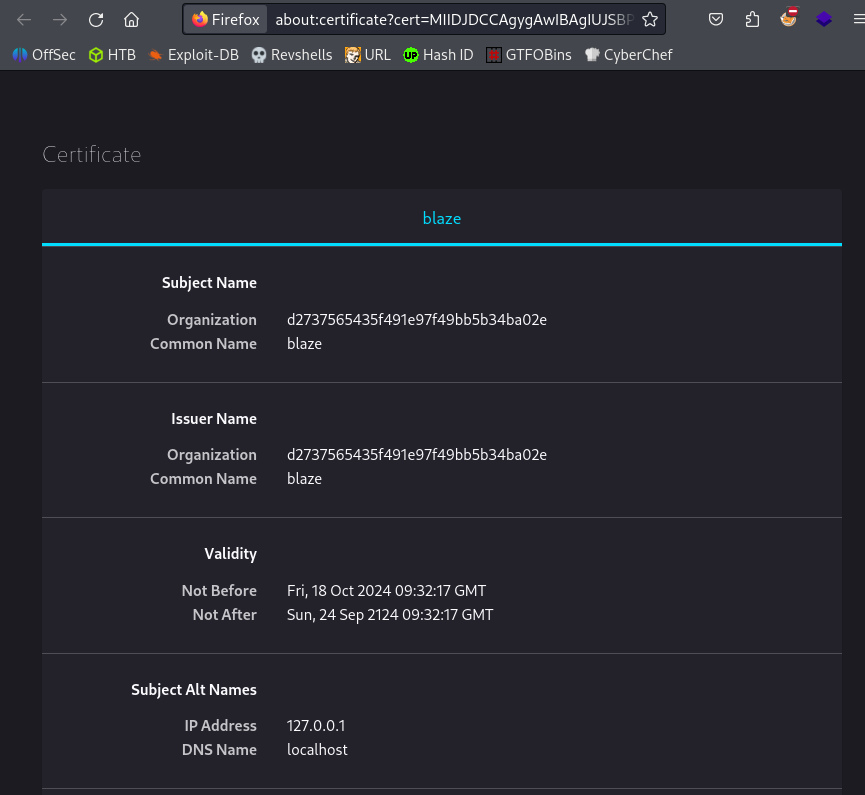 Firefox about:certificate?cert=MIIDJDCCAgygAwIBAgIUJSBP
OffSec HTB Exploit-DB Revshells URL UP Hash ID GTFOBins CyberChef
Certificate
blaze
Subject Name
Organization d2737565435f491e97f49bb5b34ba02e
Common Name blaze
Issuer Name
Organization d2737565435f491e97f49bb5b34ba02e
Common Name blaze
Validity
Not Before Fri, 18 Oct 2024 09:32:17 GMT
Not After Sun, 24 Sep 2124 09:32:17 GMT
Subject Alt Names
IP Address 127.0.0.1
DNS Name localhost